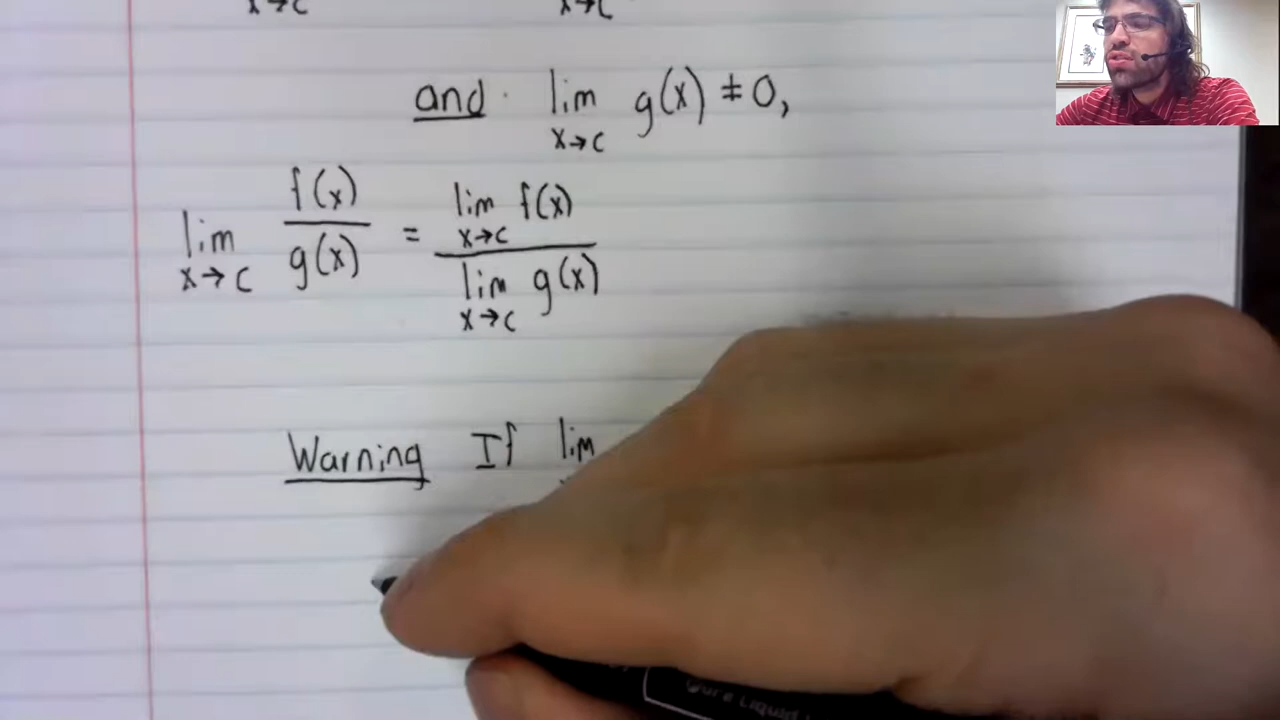 x→c x→c
and lim g(x) ≠ 0,
x→c
lim f(x)/g(x) = lim f(x) / lim g(x)
x→c x→c x→c
Warning If lim